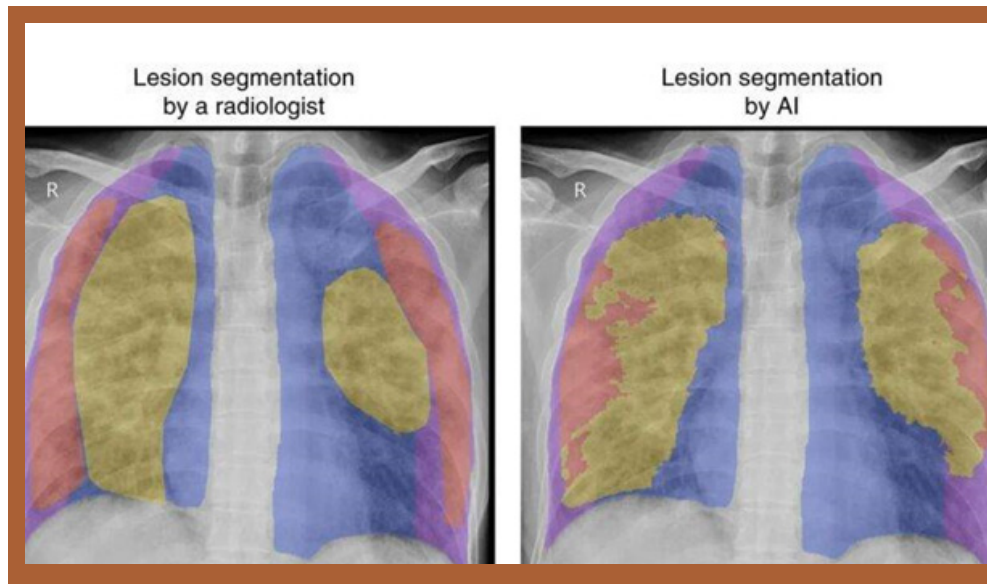 Lesion segmentation
by a radiologist
Lesion segmentation
by AI
R
R